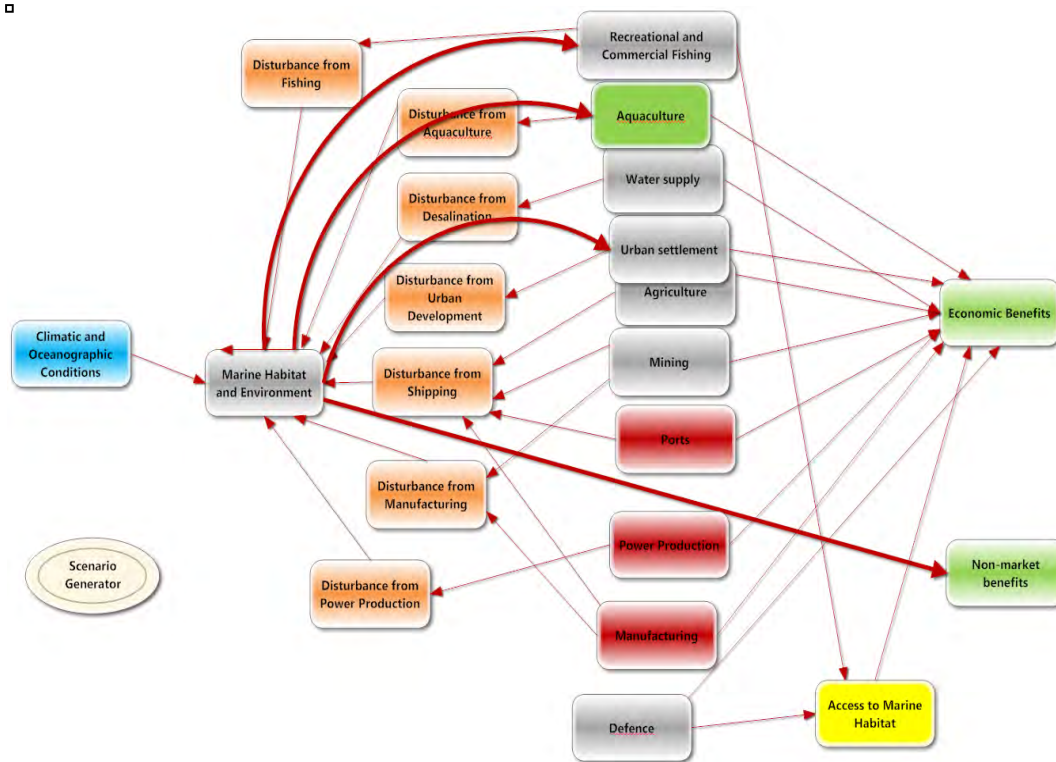 Recreational and
Commercial Fishing
Disturbance from
Fishing
Aquaculture
Disturbance from
Aquaculture
Water supply
Disturbance from
Desalination
Urban settlement
Agriculture
Disturbance from
Urban
Development
Economic Benefits
Climatic and
Oceanographic
Conditions
Marine Habitat
and Environment
Disturbance from
Shipping
Mining
Ports
Disturbance from
Manufacturing
Power Production
Scenario
Generator
Disturbance from
Power Production
Non-market
benefits
Manufacturing
Defence
Access to Marine
Habitat